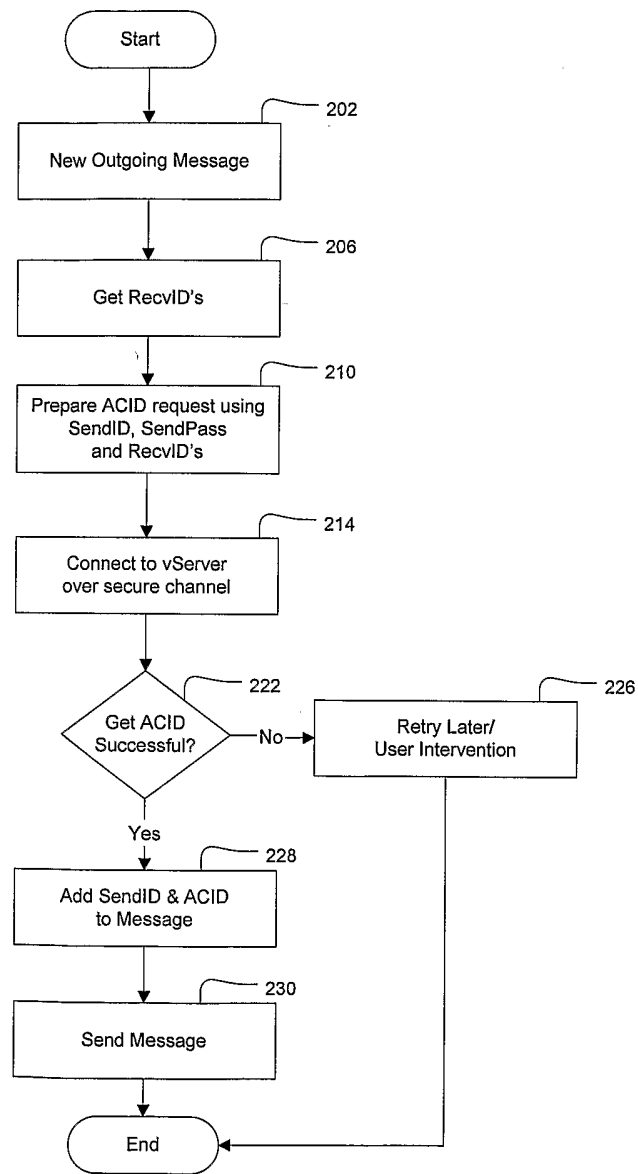 Start
202
New Outgoing Message
206
Get RecvID's
210
Prepare ACID request using
SendID, SendPass
and RecvID's
214
Connect to vServer
over secure channel
222
Get ACID
Successful?
No
226
Retry Later/
User Intervention
Yes
228
Add SendID & ACID
to Message
230
Send Message
End